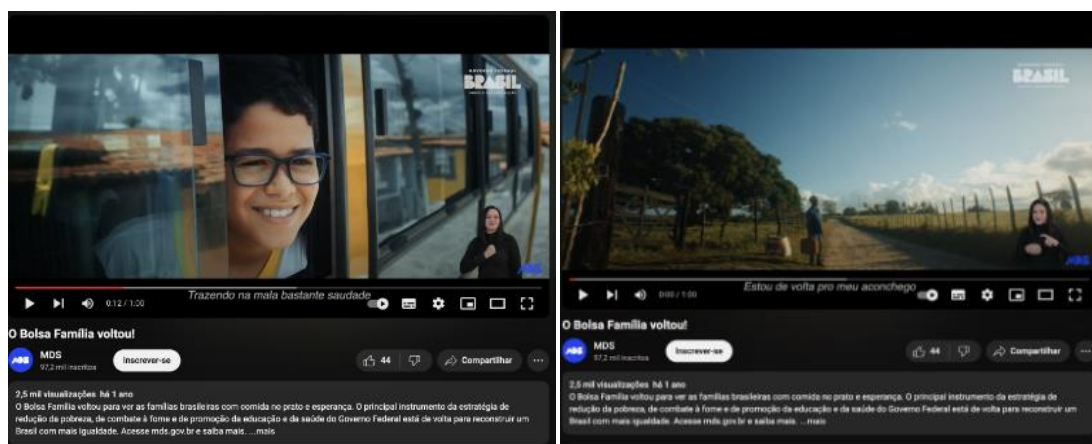 BRASIL
MDS
0:12 / 1:00
Trazendo na mala bastante saudade
O Bolsa Família voltou!
MDS
97,2 mil inscritos
Inscrever-se
44
Compartilhar
2,5 mil visualizações há 1 ano
O Bolsa Família voltou para ver as famílias brasileiras com comida no prato e esperança. O principal instrumento da estratégia de
redução da pobreza, de combate à fome e de promoção da educação e da saúde do Governo Federal está de volta para reconstruir um
Brasil com mais igualdade. Acesse mds.gov.br e saiba mais. ...mais
BRASIL
MDS
0:00 / 1:00
Estou de volta pro meu aconchego
O Bolsa Família voltou!
MDS
97,2 mil inscritos
Inscrever-se
44
Compartilhar
2,5 mil visualizações há 1 ano
O Bolsa Família voltou para ver as famílias brasileiras com comida no prato e esperança. O principal instrumento da estratégia de
redução da pobreza, de combate à fome e de promoção da educação e da saúde do Governo Federal está de volta para reconstruir um
Brasil com mais igualdade. Acesse mds.gov.br e saiba mais. ...mais